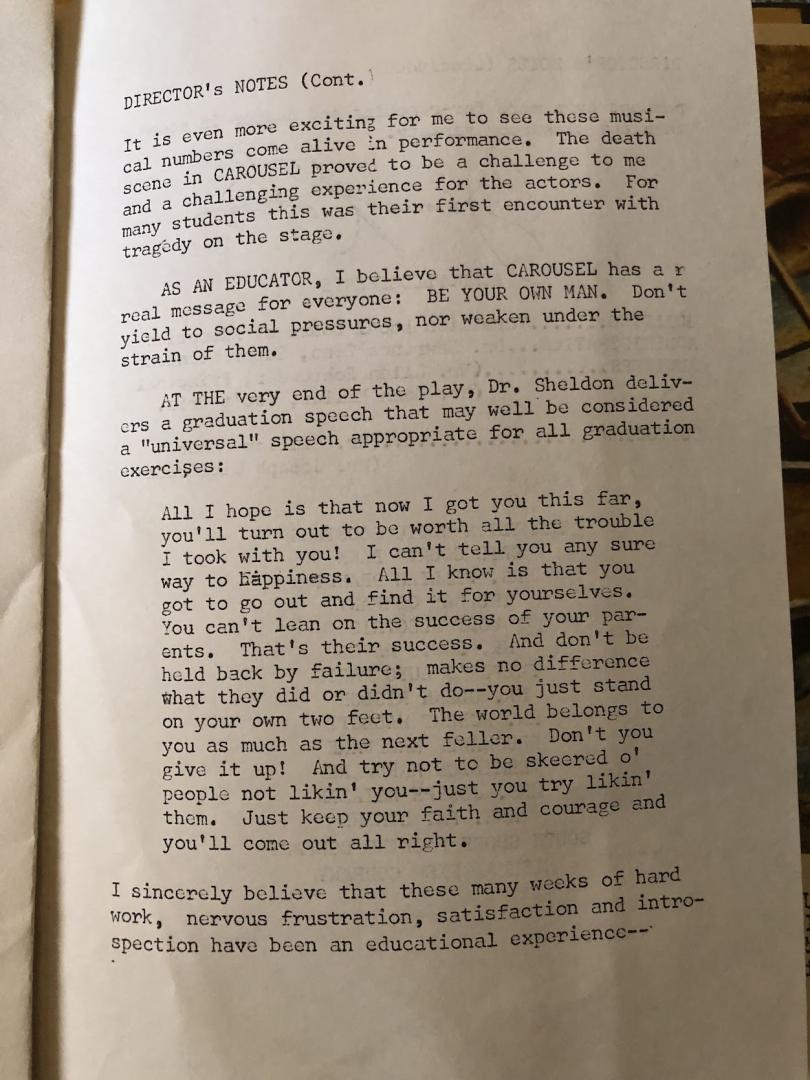 DIRECTOR's NOTES (Cont.)
It is even more exciting for me to see these musi-
cal numbers come alive in performance. The death
scene in CAROUSEL proved to be a challenge to me
and a challenging experience for the actors. For
many students this was their first encounter with
tragedy on the stage.
AS AN EDUCATOR, I believe that CAROUSEL has a r
real message for everyone: BE YOUR OWN MAN. Don't
yield to social pressures, nor weaken under the
strain of them.
AT THE very end of the play, Dr. Sheldon deliv-
ers a graduation speech that may well be considered
a "universal" speech appropriate for all graduation
exercises:
All I hope is that now I got you this far,
you'll turn out to be worth all the trouble
I took with you! I can't tell you any sure
way to happiness. All I know is that you
got to go out and find it for yourselves.
You can't lean on the success of your par-
ents. That's their success. And don't be
held back by failure; makes no difference
what they did or didn't do--you just stand
on your own two feet. The world belongs to
you as much as the next feller. Don't you
give it up! And try not to be skeered o'
people not likin' you--just you try likin'
them. Just keep your faith and courage and
you'll come out all right.
I sincerely believe that these many weeks of hard
work, nervous frustration, satisfaction and intro-
spection have been an educational experience--